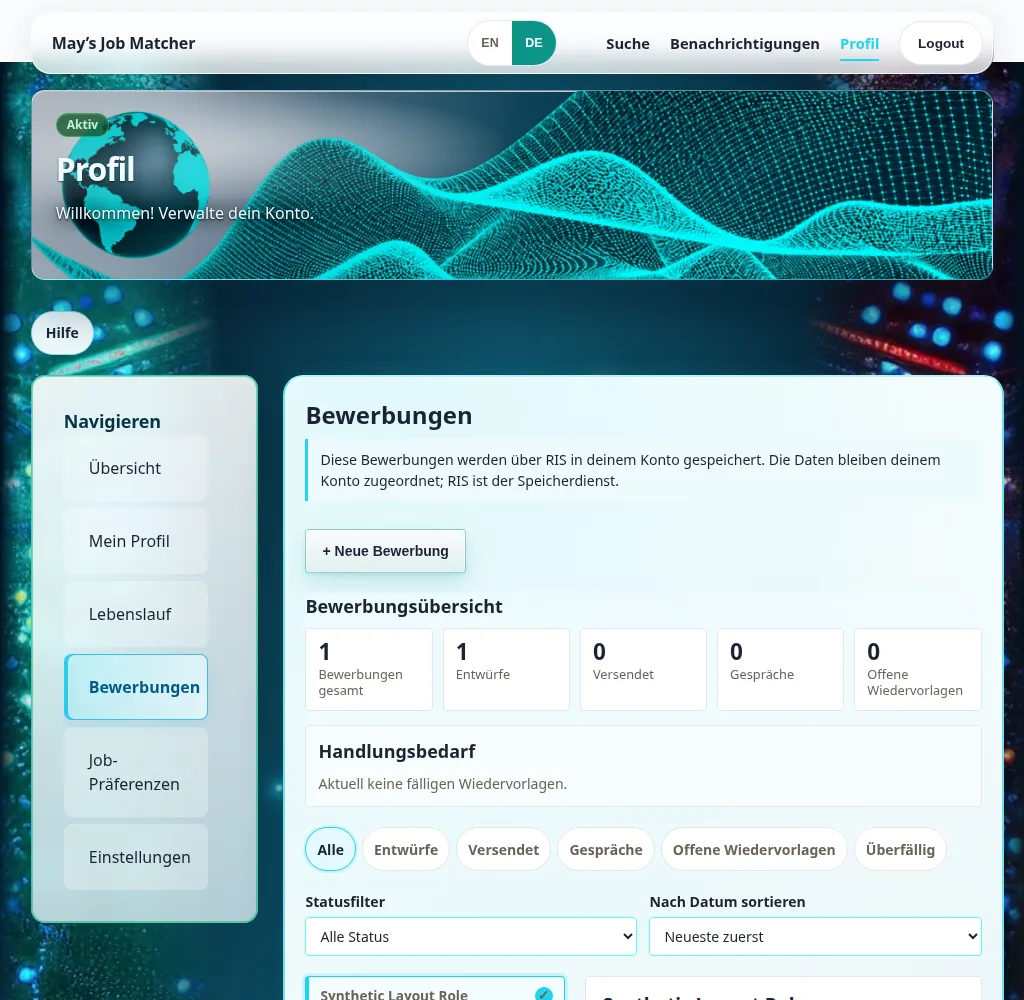 May’s Job Matcher
EN DE
Suche Benachrichtigungen Profil Logout
Aktiv
Profil
Willkommen! Verwalte dein Konto.
Hilfe
Navigieren
Übersicht
Mein Profil
Lebenslauf
Bewerbungen
Job-
Präferenzen
Einstellungen
Bewerbungen
Diese Bewerbungen werden über RIS in deinem Konto gespeichert. Die Daten bleiben deinem
Konto zugeordnet; RIS ist der Speicherdienst.
+ Neue Bewerbung
Bewerbungsübersicht
1
Bewerbungen
gesamt
1
Entwürfe
0
Versendet
0
Gespräche
0
Offene
Wiedervorlagen
Handlungsbedarf
Aktuell keine fälligen Wiedervorlagen.
Alle Entwürfe Versendet Gespräche Offene Wiedervorlagen Überfällig
Statusfilter
Alle Status
Nach Datum sortieren
Neueste zuerst
Synthetic Layout Role
Synthetic Layout Role